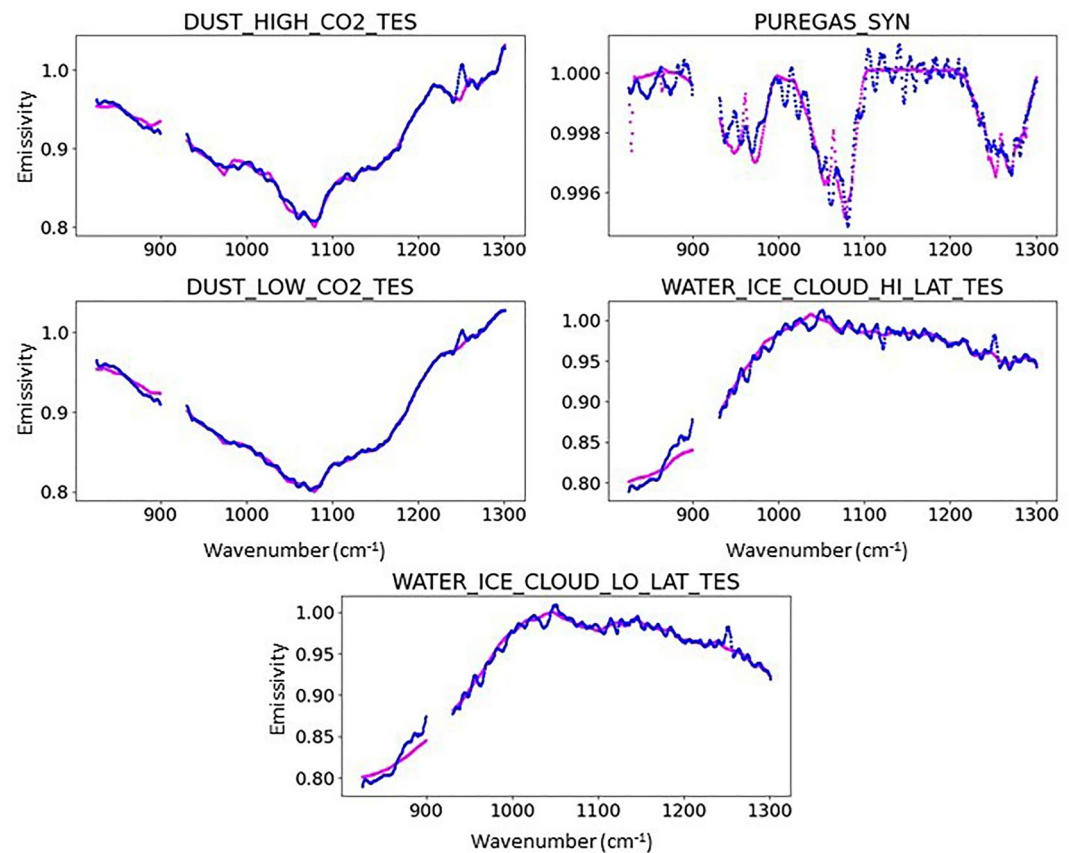 DUST_HIGH_CO2_TES
PUREGAS_SYN
Emissivity
1.0
0.9
0.8
900 1000 1100 1200 1300
1.000
0.998
0.996
900 1000 1100 1200 1300
DUST_LOW_CO2_TES
WATER_ICE_CLOUD_HI_LAT_TES
Emissivity
1.0
0.9
0.8
900 1000 1100 1200 1300
1.00
0.95
0.90
0.85
0.80
900 1000 1100 1200 1300
Wavenumber (cm⁻¹)
Wavenumber (cm⁻¹)
WATER_ICE_CLOUD_LO_LAT_TES
Emissivity
1.00
0.95
0.90
0.85
0.80
900 1000 1100 1200 1300
Wavenumber (cm⁻¹)